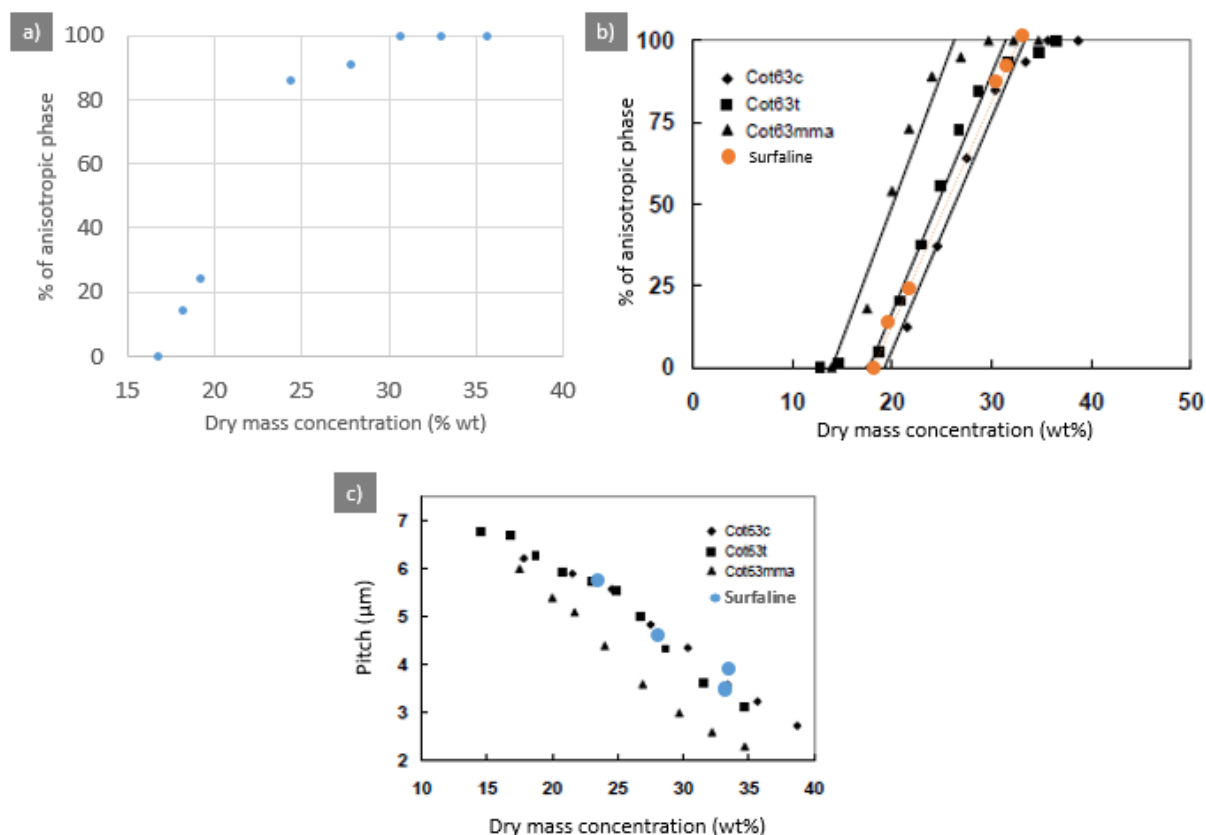 a)
% of anisotropic phase
100
80
60
40
20
0
15 20 25 30 35 40
Dry mass concentration (% wt)
b)
% of anisotropic phase
100
75
50
25
0
Cot63c
Cot63t
Cot63mma
Surfaline
0 10 20 30 40 50
Dry mass concentration (wt%)
c)
Pitch (µm)
7
6
5
4
3
2
Cot63c
Cot63t
Cot63mma
Surfaline
10 15 20 25 30 35 40
Dry mass concentration (wt%)